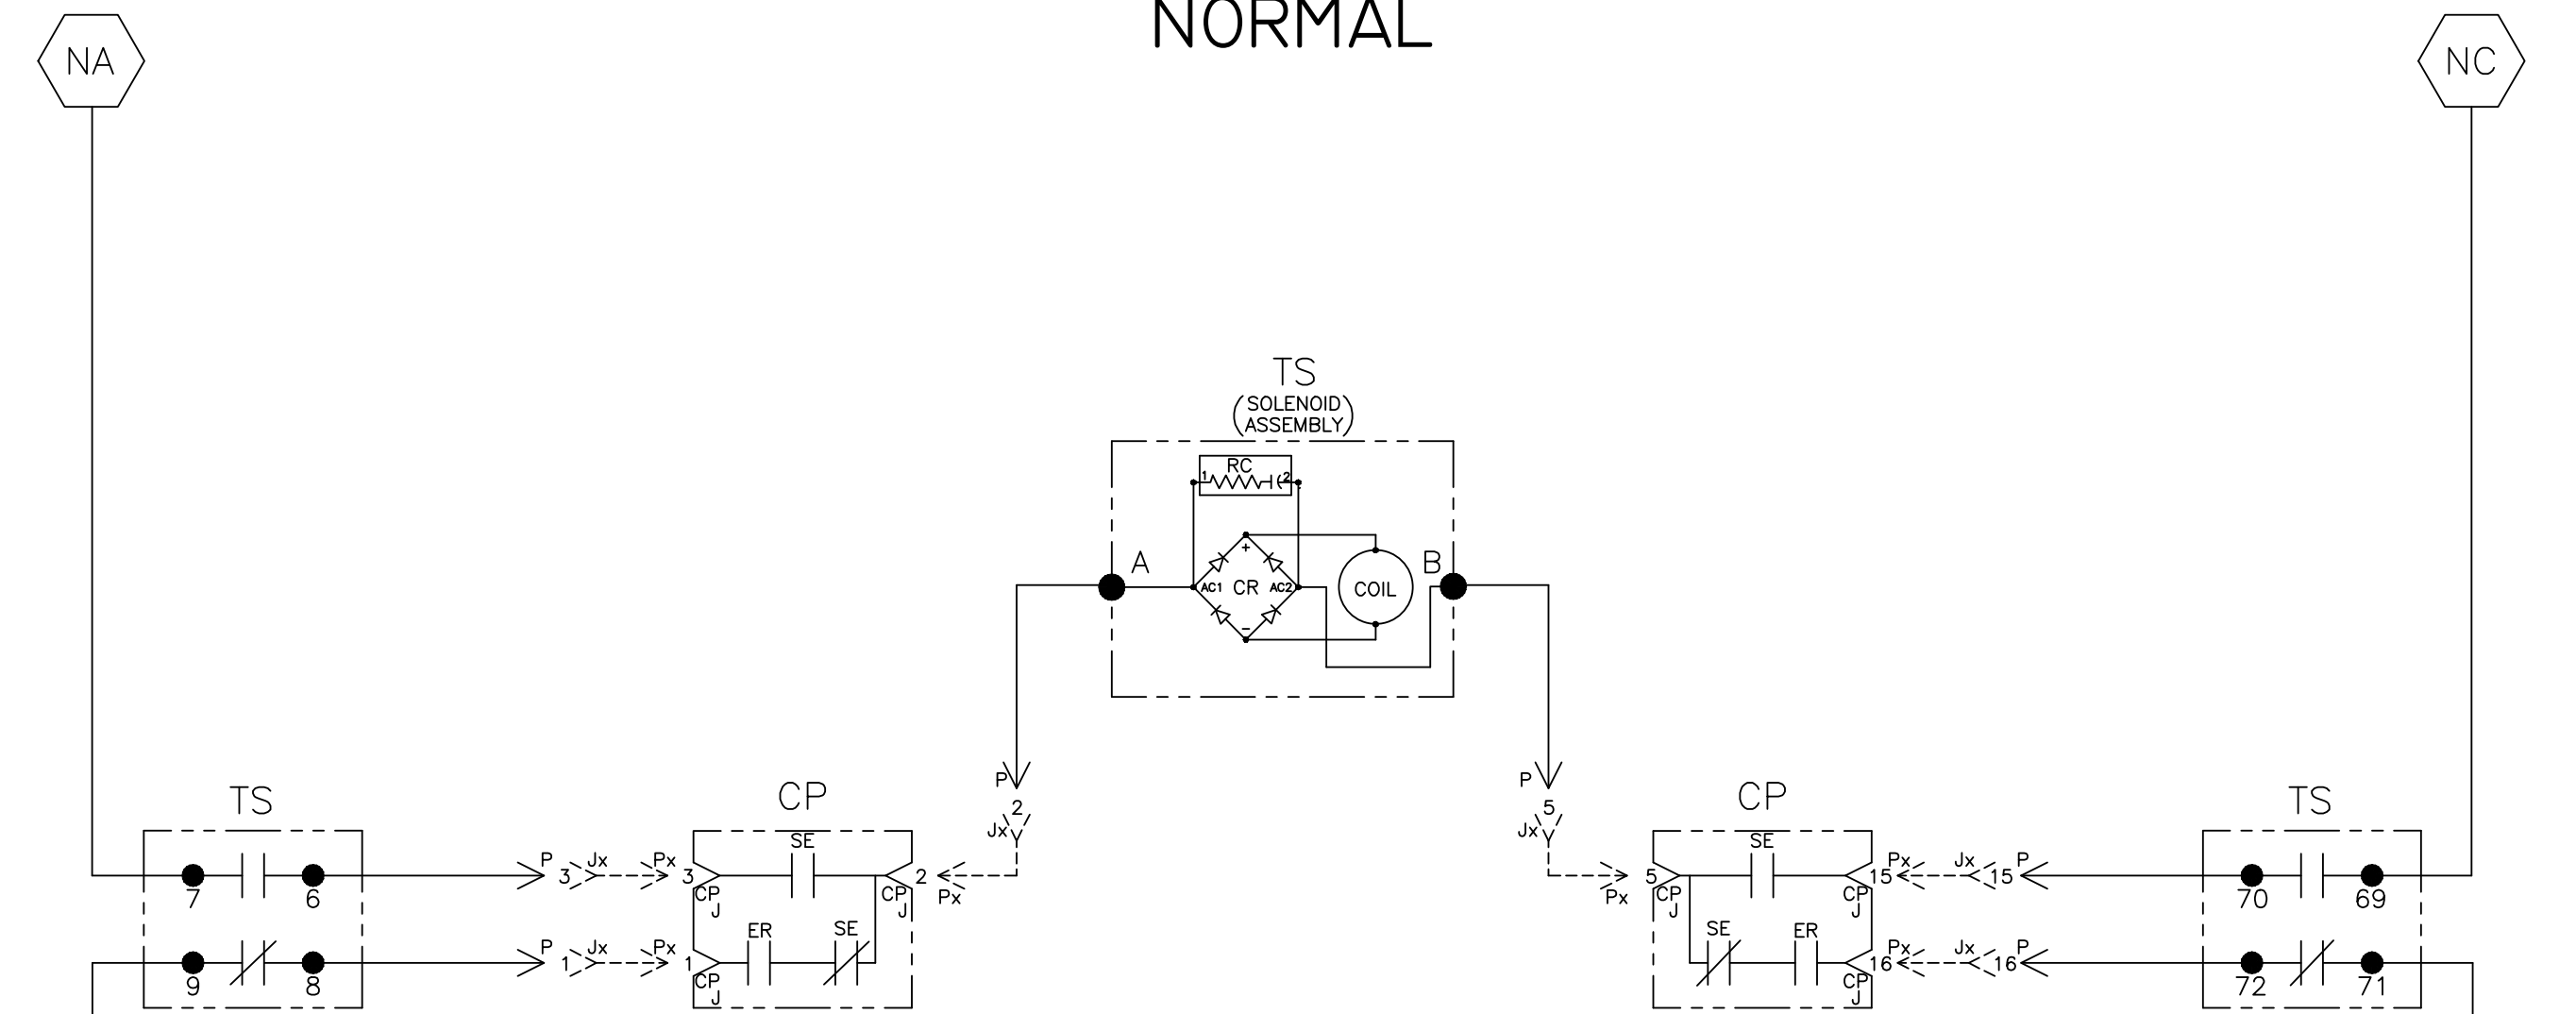 NORMAL
NA
NC
TS
(SOLENOID
ASSEMBLY)
RC
1 2
A B
+
AC1 CR AC2 COIL
−
P P
2 5
Jx Jx
TS CP CP TS
SE SE
P Jx Px Px Jx P
7 6 3 3 2 5 15 15 70 69
CP CP Px Px CP CP
J J J J
ER SE SE ER
P Jx Px Px Jx P
9 8 1 1 16 16 72 71
CP CP
J J